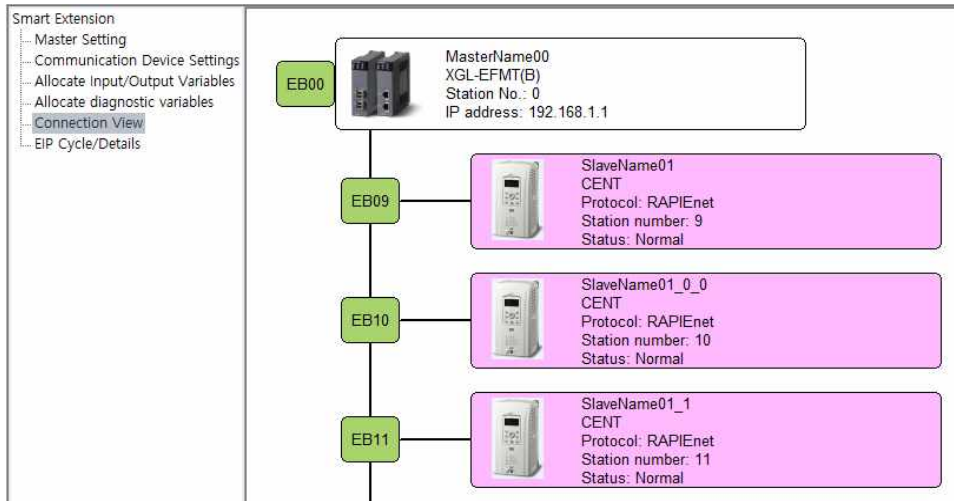 Smart Extension
Master Setting
Communication Device Settings
Allocate Input/Output Variables
Allocate diagnostic variables
Connection View
EIP Cycle/Details
EB00
MasterName00
XGL-EFMT(B)
Station No.: 0
IP address: 192.168.1.1
EB09
SlaveName01
CENT
Protocol: RAPIEnet
Station number: 9
Status: Normal
EB10
SlaveName01_0_0
CENT
Protocol: RAPIEnet
Station number: 10
Status: Normal
EB11
SlaveName01_1
CENT
Protocol: RAPIEnet
Station number: 11
Status: Normal